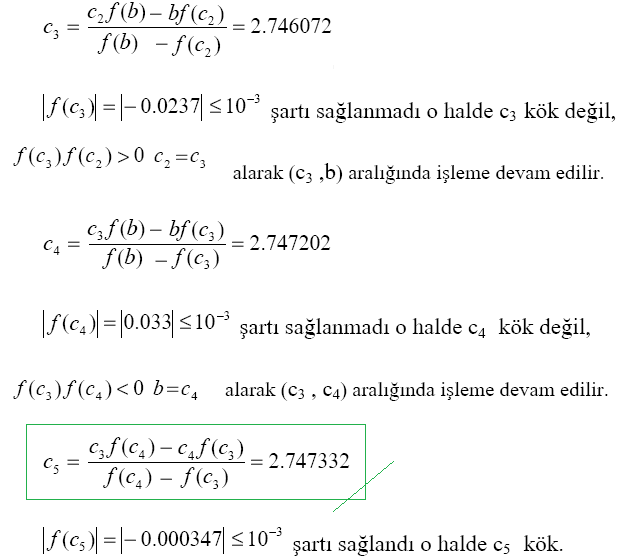 c₃ = (c₂f(b) − bf(c₂)) / (f(b) − f(c₂)) = 2.746072
|f(c₃)| = |−0.0237| ≤ 10⁻³ şartı sağlanmadı o halde c₃ kök değil,
f(c₃)f(c₂) > 0 c₂=c₃ alarak (c₃ ,b) aralığında işleme devam edilir.
c₄ = (c₃f(b) − bf(c₃)) / (f(b) − f(c₃)) = 2.747202
|f(c₄)| = |0.033| ≤ 10⁻³ şartı sağlanmadı o halde c₄ kök değil,
f(c₃)f(c₄) < 0 b=c₄ alarak (c₃ , c₄) aralığında işleme devam edilir.
c₅ = (c₃f(c₄) − c₄f(c₃)) / (f(c₄) − f(c₃)) = 2.747332
|f(c₅)| = |−0.000347| ≤ 10⁻³ şartı sağlandı o halde c₅ kök.